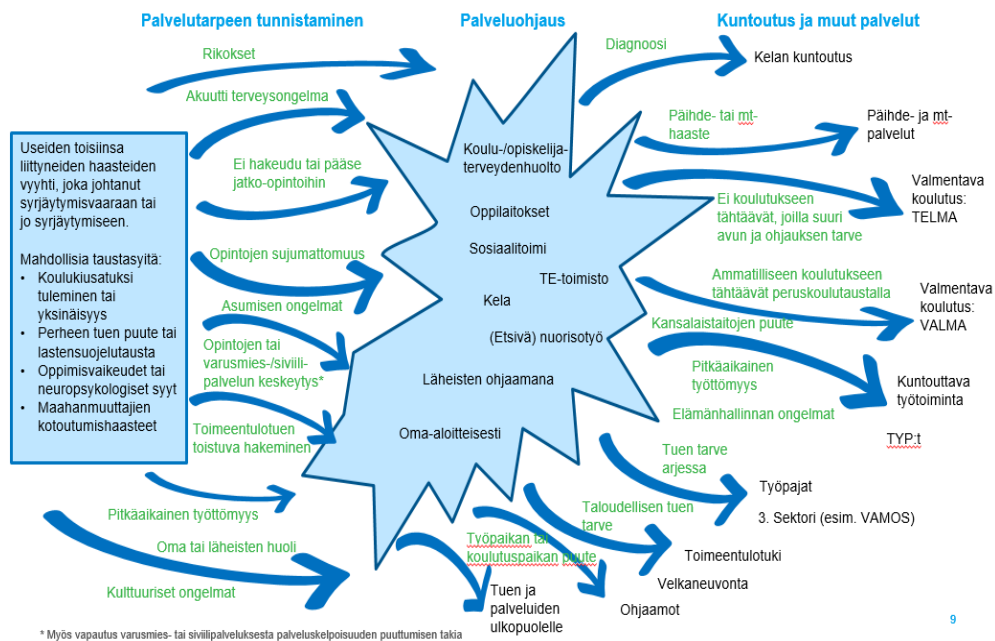 Palvelutarpeen tunnistaminen
Palveluohjaus
Kuntoutus ja muut palvelut
Rikokset
Akuutti terveysongelma
Useiden toisiinsa
liittyneiden haasteiden
vyyhti, joka johtanut
syrjäytymisvaaraan tai
jo syrjäytymiseen.
Mahdollisia taustasyitä:
• Koulukiusatuksi
tuleminen tai
yksinäisyys
• Perheen tuen puute tai
lastensuojelutausta
• Oppimisvaikeudet tai
neuropsykologiset syyt
• Maahanmuuttajien
kotoutumishaasteet
Ei hakeudu tai pääse
jatko-opintoihin
Opintojen sujumattomuus
Asumisen ongelmat
Opintojen tai
varusmies-/siviili-
palvelun keskeytys*
Toimeentulotuen
toistuva hakeminen
Pitkäaikainen työttömyys
Oma tai läheisten huoli
Kulttuuriset ongelmat
Koulu-/opiskelija-
terveydenhuolto
Oppilaitokset
Sosiaalitoimi
TE-toimisto
Kela
(Etsivä) nuorisotyö
Läheisten ohjaamana
Oma-aloitteisesti
Diagnoosi
Kelan kuntoutus
Päihde- tai mt-
haaste
Päihde- ja mt-
palvelut
Ei koulutukseen
tähtäävät, joilla suuri
avun ja ohjauksen tarve
Valmentava
koulutus:
TELMA
Ammatilliseen koulutukseen
tähtäävät peruskoulutaustalla
Valmentava
koulutus:
VALMA
Kansalaistaitojen puute
Pitkäaikainen
työttömyys
Elämänhallinnan ongelmat
Kuntouttava
työtoiminta
TYP:t
Tuen tarve
arjessa
Työpajat
3. Sektori (esim. VAMOS)
Taloudellisen tuen
tarve
Toimeentulotuki
Velkaneuvonta
Työpaikan tai
koulutuspaikan puute
Ohjaamot
Tuen ja
palveluiden
ulkopuolelle
9
* Myös vapautus varusmies- tai siviilipalveluksesta palveluskelpoisuuden puuttumisen takia